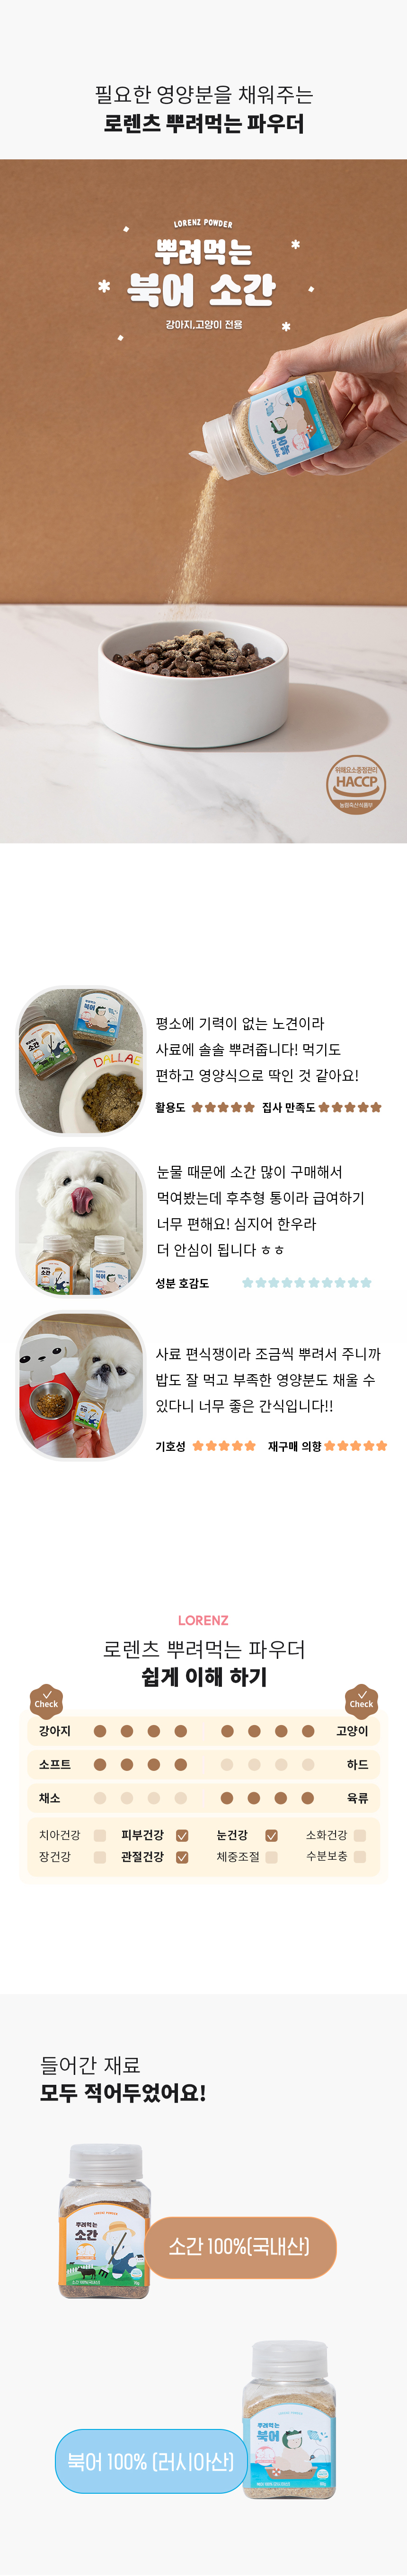 필요한 영양분을 채워주는
로렌츠 뿌려먹는 파우더
LORENZ POWDER
뿌려먹는
북어 소간
강아지,고양이 전용
위해요소중점관리
HACCP
농림축산식품부
평소에 기력이 없는 노견이라
사료에 솔솔 뿌려줍니다! 먹기도
편하고 영양식으로 딱인 것 같아요!
활용도 집사 만족도
DALLAE
눈물 때문에 소간 많이 구매해서
먹여봤는데 후추형 통이라 급여하기
너무 편해요! 심지어 한우라
더 안심이 됩니다 ㅎㅎ
성분 호감도
사료 편식쟁이라 조금씩 뿌려서 주니까
밥도 잘 먹고 부족한 영양분도 채울 수
있다니 너무 좋은 간식입니다!!
기호성 재구매 의향
LORENZ
로렌츠 뿌려먹는 파우더
쉽게 이해 하기
Check Check
강아지 고양이
소프트 하드
채소 육류
치아건강 피부건강 눈건강 소화건강
장건강 관절건강 체중조절 수분보충
들어간 재료
모두 적어두었어요!
뿌려먹는
소간
소간 100%(국내산)
뿌려먹는
북어
북어 100% (러시아산)